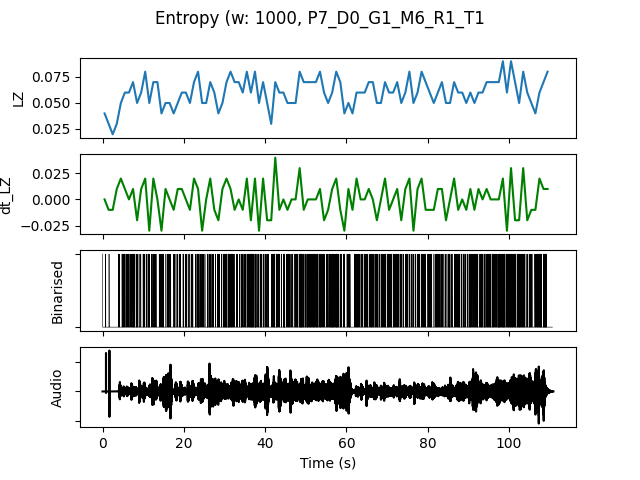 Entropy (w: 1000, P7_D0_G1_M6_R1_T1
LZ
0.075
0.050
0.025
dt_LZ
0.025
0.000
−0.025
Binarised
Audio
0 20 40 60 80 100
Time (s)